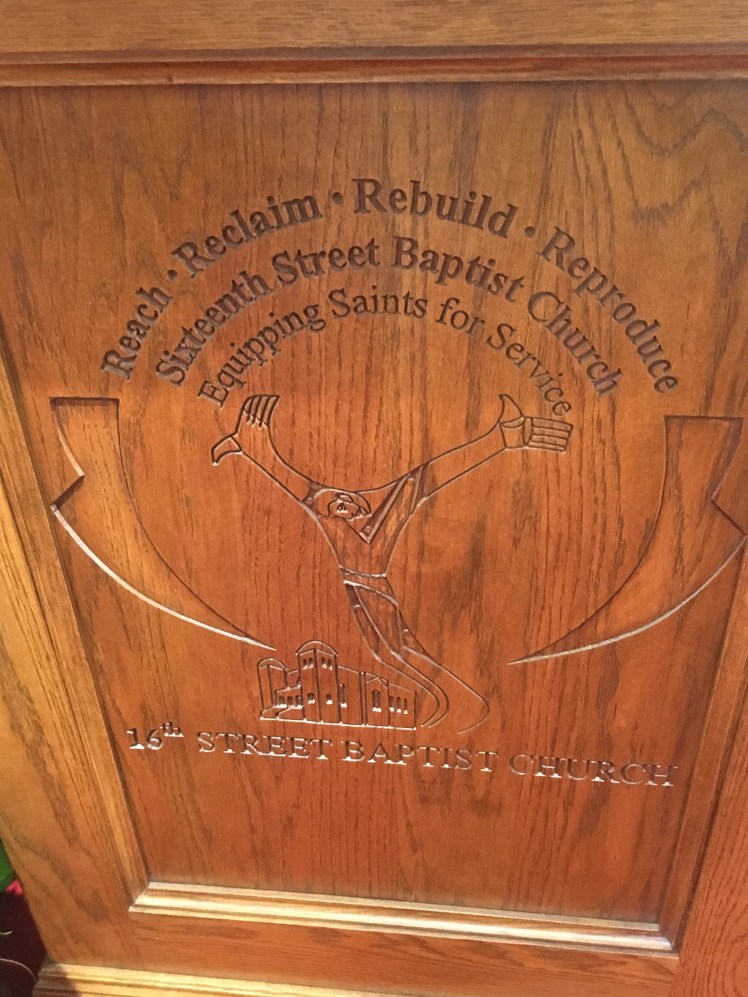 Reach · Reclaim · Rebuild · Reproduce
Sixteenth Street Baptist Church
Equipping Saints for Service
16th STREET BAPTIST CHURCH